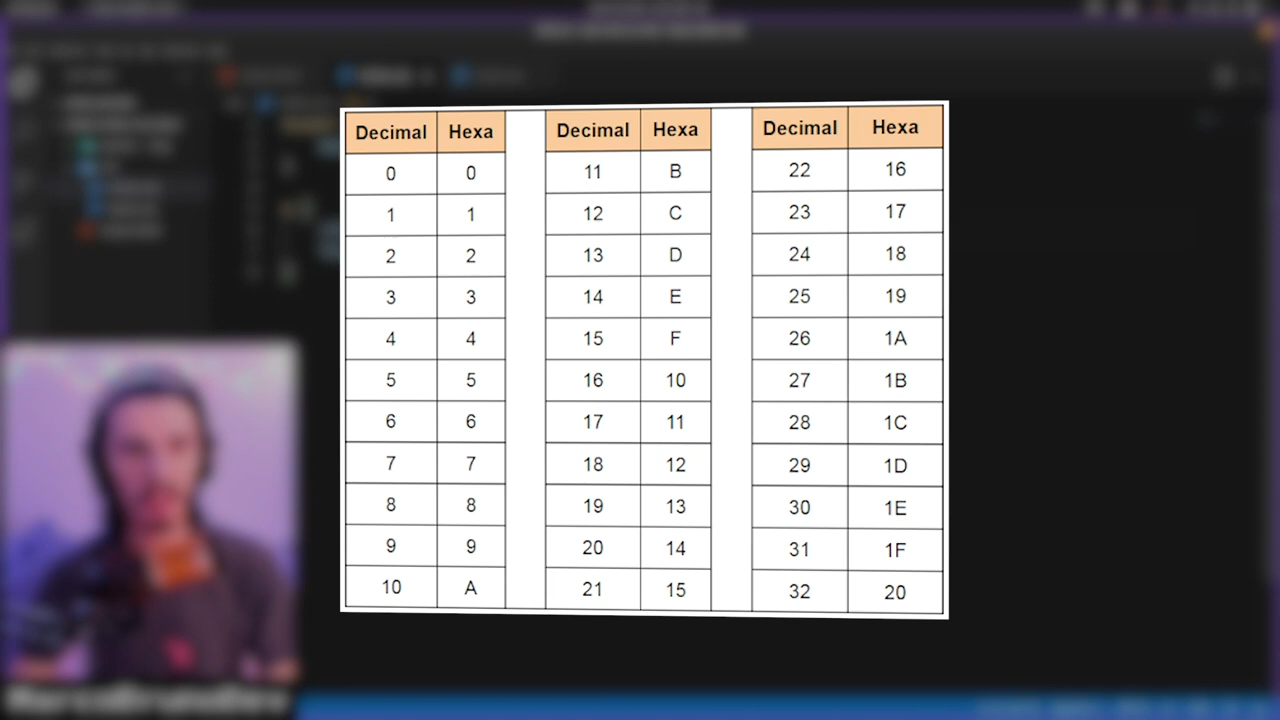 Decimal Hexa Decimal Hexa Decimal Hexa
0 0 11 B 22 16
1 1 12 C 23 17
2 2 13 D 24 18
3 3 14 E 25 19
4 4 15 F 26 1A
5 5 16 10 27 1B
6 6 17 11 28 1C
7 7 18 12 29 1D
8 8 19 13 30 1E
9 9 20 14 31 1F
10 A 21 15 32 20